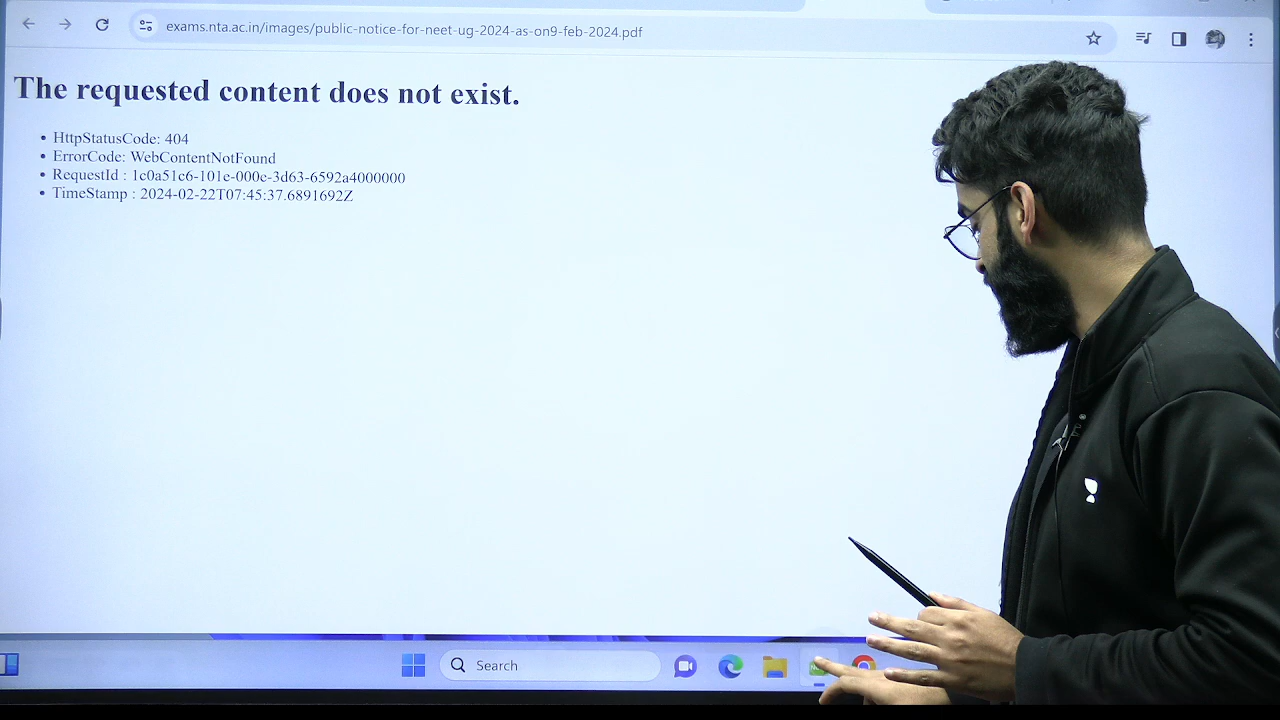 exams.nta.ac.in/images/public-notice-for-neet-ug-2024-as-on9-feb-2024.pdf
The requested content does not exist.
• HttpStatusCode: 404
• ErrorCode: WebContentNotFound
• RequestId : 1c0a51c6-101e-000c-3d63-6592a4000000
• TimeStamp : 2024-02-22T07:45:37.6891692Z
Search